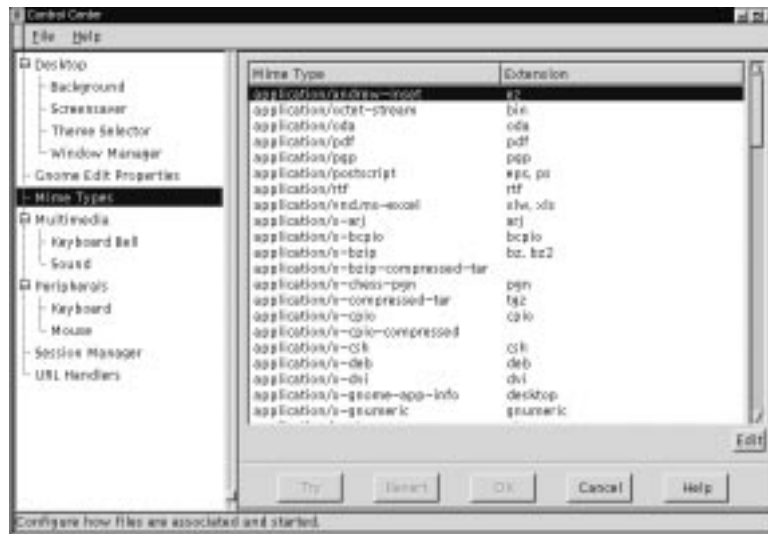 Control Center
File Help
Desktop
Background
Screensaver
Theme Selector
Window Manager
Gnome Edit Properties
Mime Types
Multimedia
Keyboard Bell
Sound
Peripherals
Keyboard
Mouse
Session Manager
URL Handlers
Mime Type Extension
application/andrew-inset ez
application/octet-stream bin
application/oda oda
application/pdf pdf
application/pgp pgp
application/postscript eps, ps
application/rtf rtf
application/vnd.ms-excel xlw, xls
application/x-arj arj
application/x-bcpio bcpio
application/x-bzip bz, bz2
application/x-bzip-compressed-tar
application/x-chess-pgn pgn
application/x-compressed-tar tgz
application/x-cpio cpio
application/x-cpio-compressed
application/x-csh csh
application/x-deb deb
application/x-dvi dvi
application/x-gnome-app-info desktop
application/x-gnumeric gnumeric
Edit
Try Revert OK Cancel Help
Configure how files are associated and started.